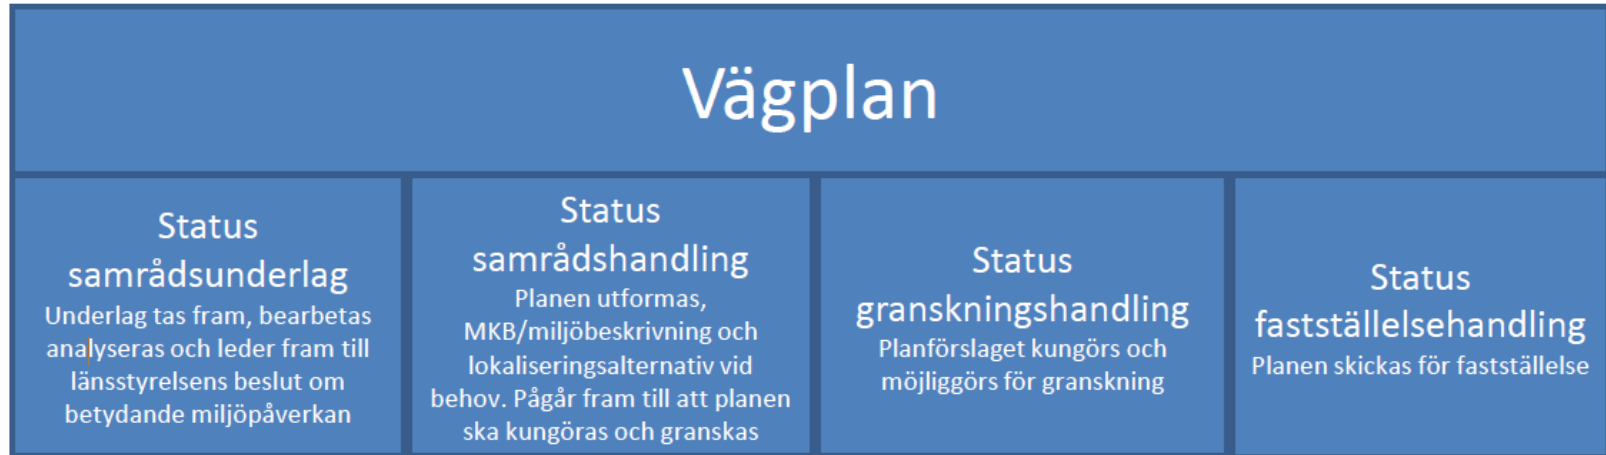 Vägplan
Status
samrådsunderlag
Underlag tas fram, bearbetas
analyseras och leder fram till
länsstyrelsens beslut om
betydande miljöpåverkan
Status
samrådshandling
Planen utformas,
MKB/miljöbeskrivning och
lokaliseringsalternativ vid
behov. Pågår fram till att planen
ska kungöras och granskas
Status
granskningshandling
Planförslaget kungörs och
möjliggörs för granskning
Status
fastställelsehandling
Planen skickas för fastställelse